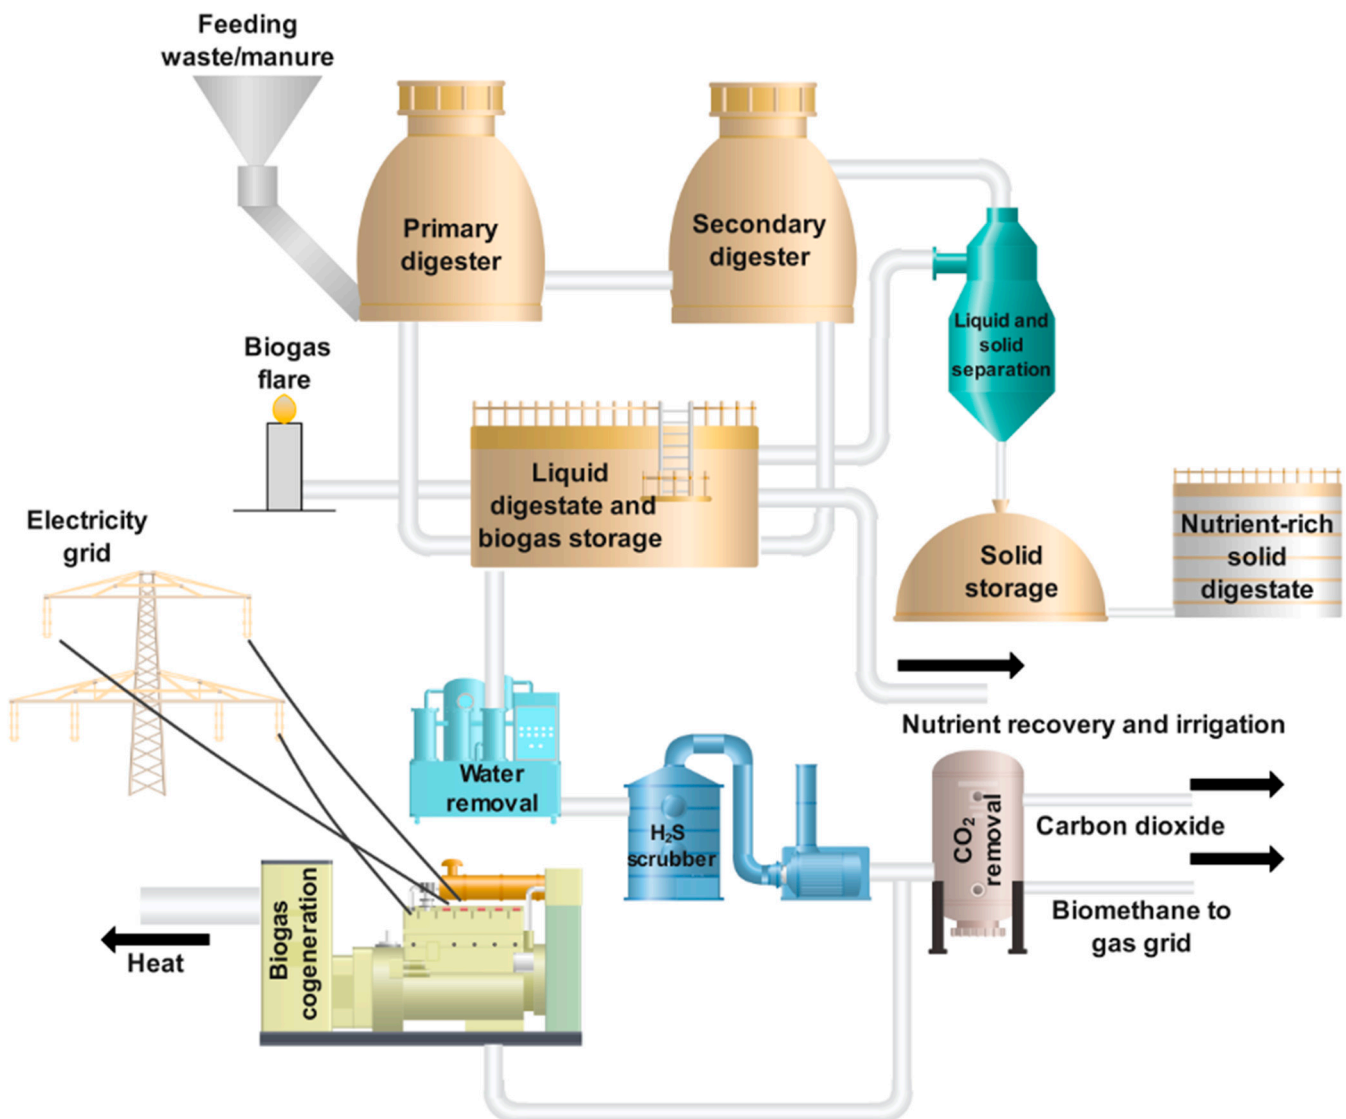 Feeding
waste/manure
Primary
digester
Secondary
digester
Liquid and
solid
separation
Biogas
flare
Liquid
digestate and
biogas storage
Electricity
grid
Solid
storage
Nutrient-rich
solid
digestate
Nutrient recovery and irrigation
Water
removal
H₂S
scrubber
CO₂
removal
Carbon dioxide
Biomethane to
gas grid
Biogas
cogeneration
Heat